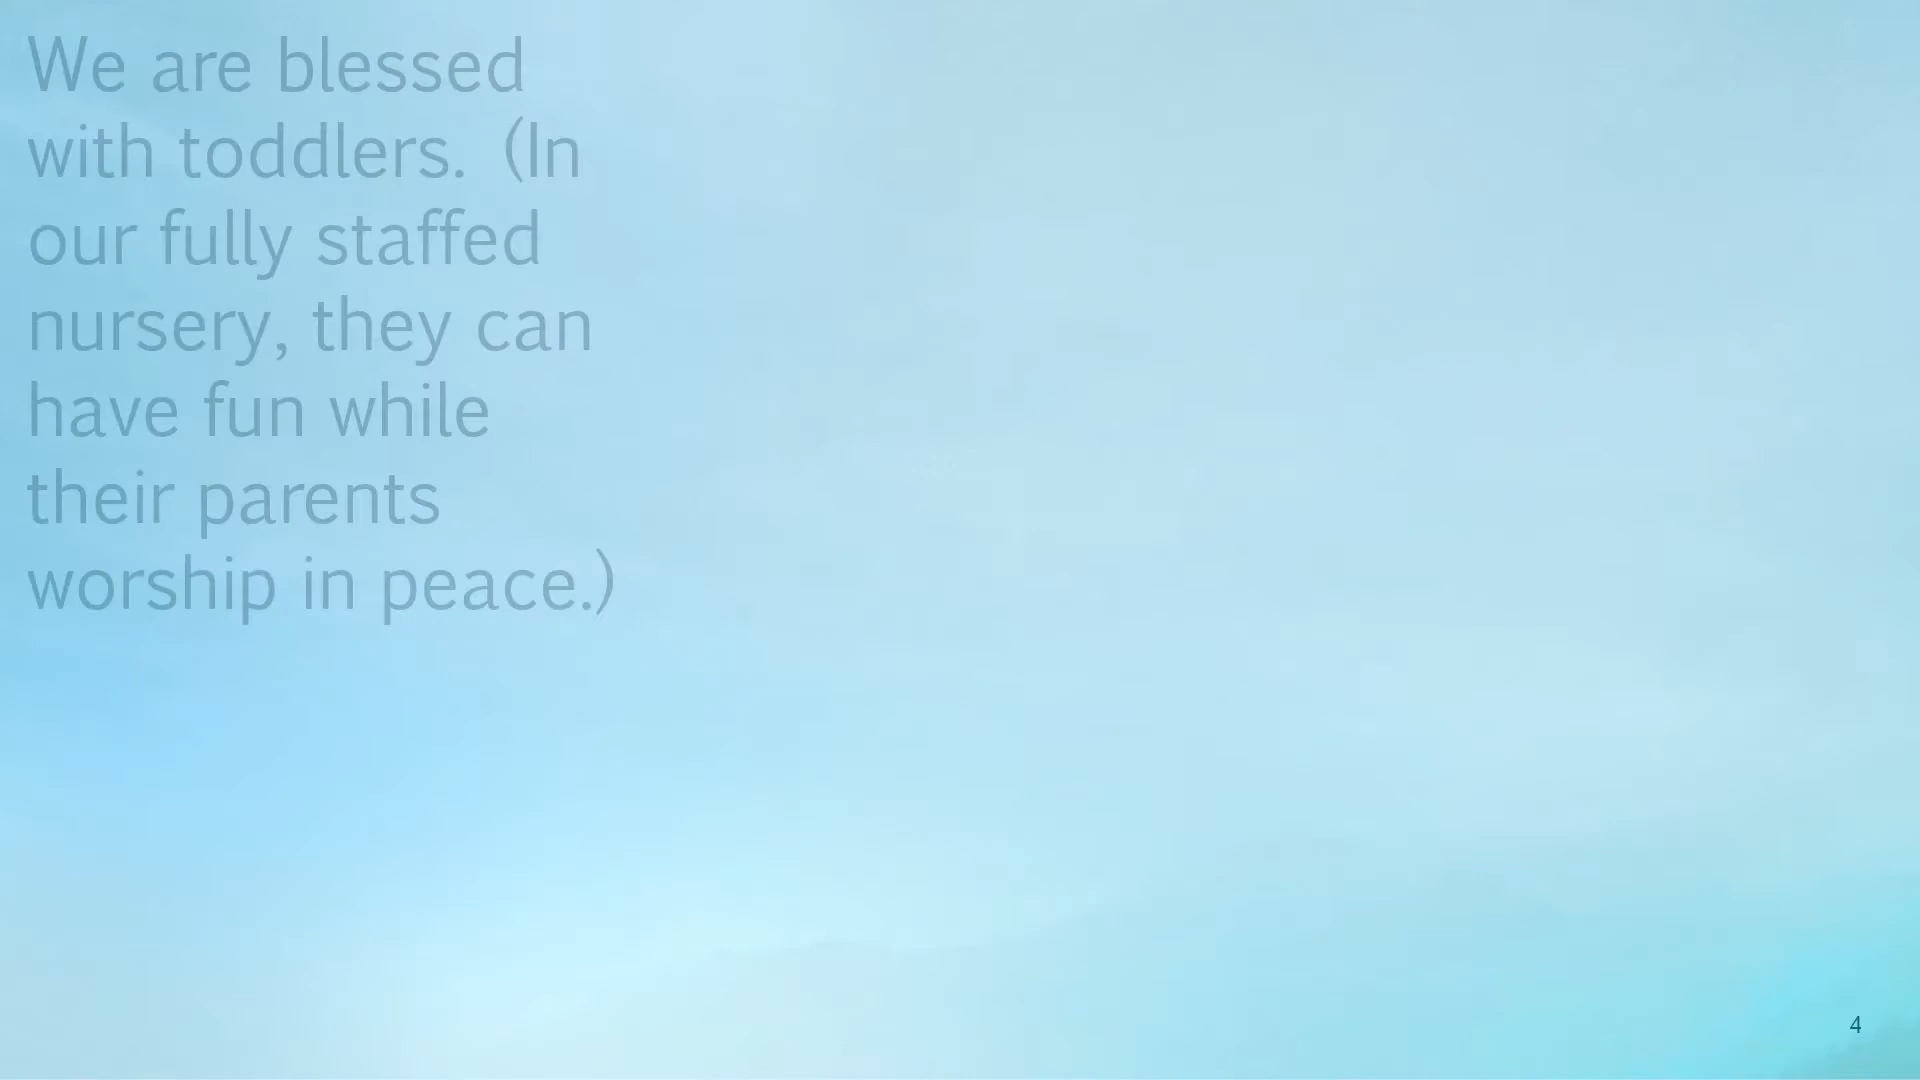 We are blessed
with toddlers.  (In
our fully staffed
nursery, they can
have fun while
their parents
worship in peace.)
4